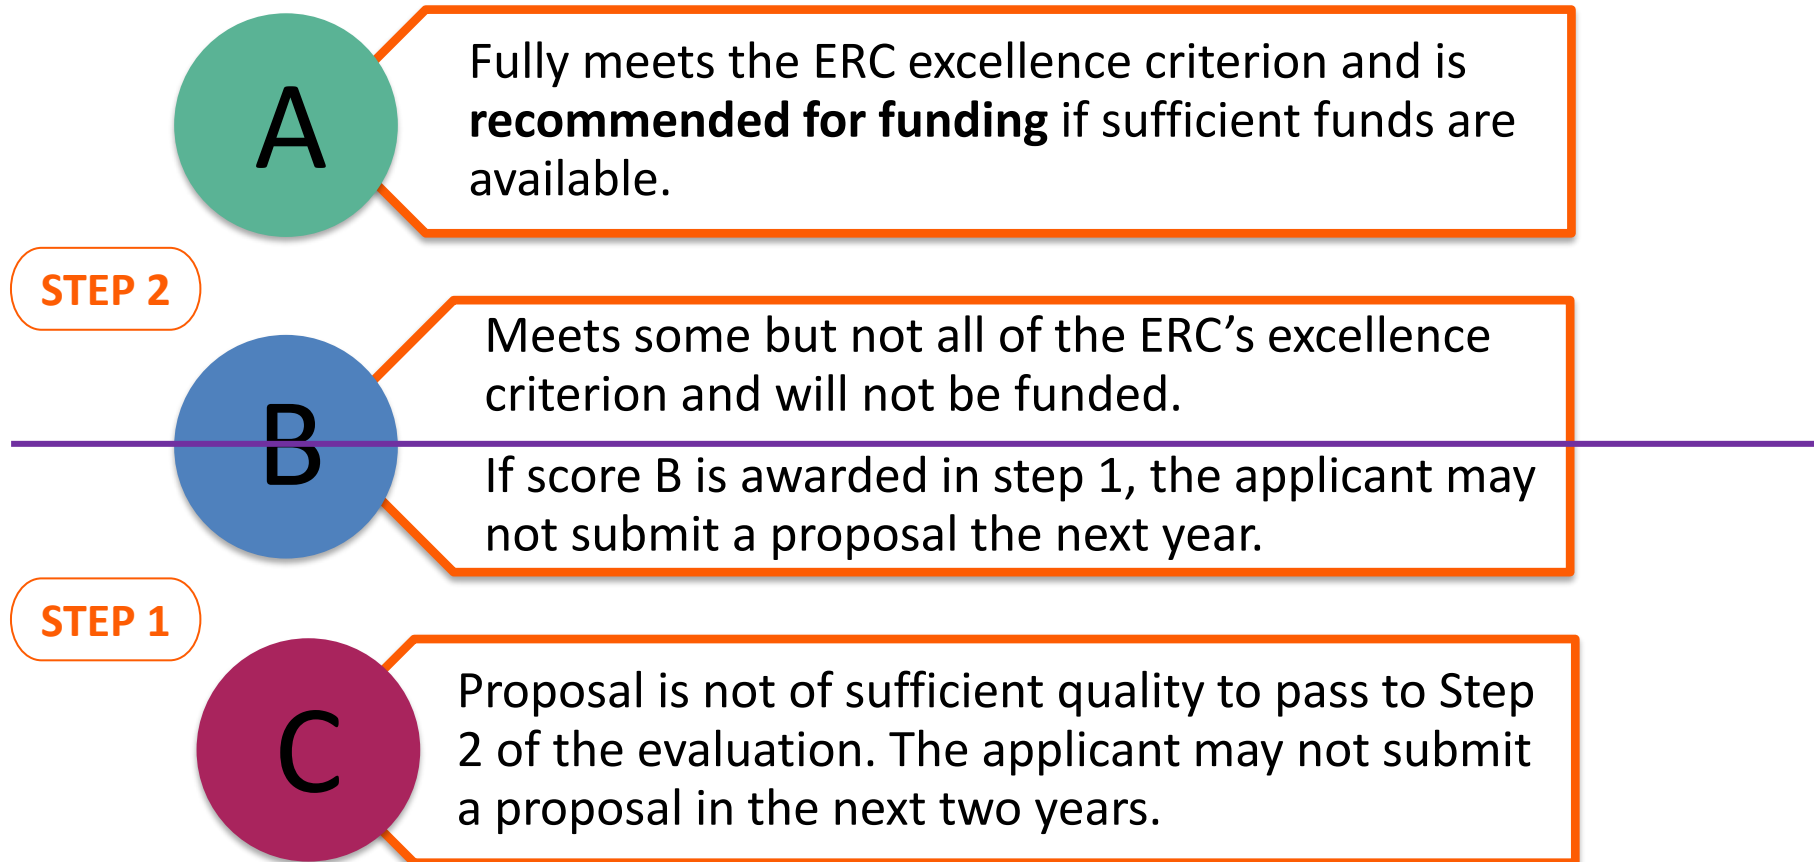 A
Fully meets the ERC excellence criterion and is
recommended for funding if sufficient funds are
available.
STEP 2
B
Meets some but not all of the ERC’s excellence
criterion and will not be funded.
If score B is awarded in step 1, the applicant may
not submit a proposal the next year.
STEP 1
C
Proposal is not of sufficient quality to pass to Step
2 of the evaluation. The applicant may not submit
a proposal in the next two years.